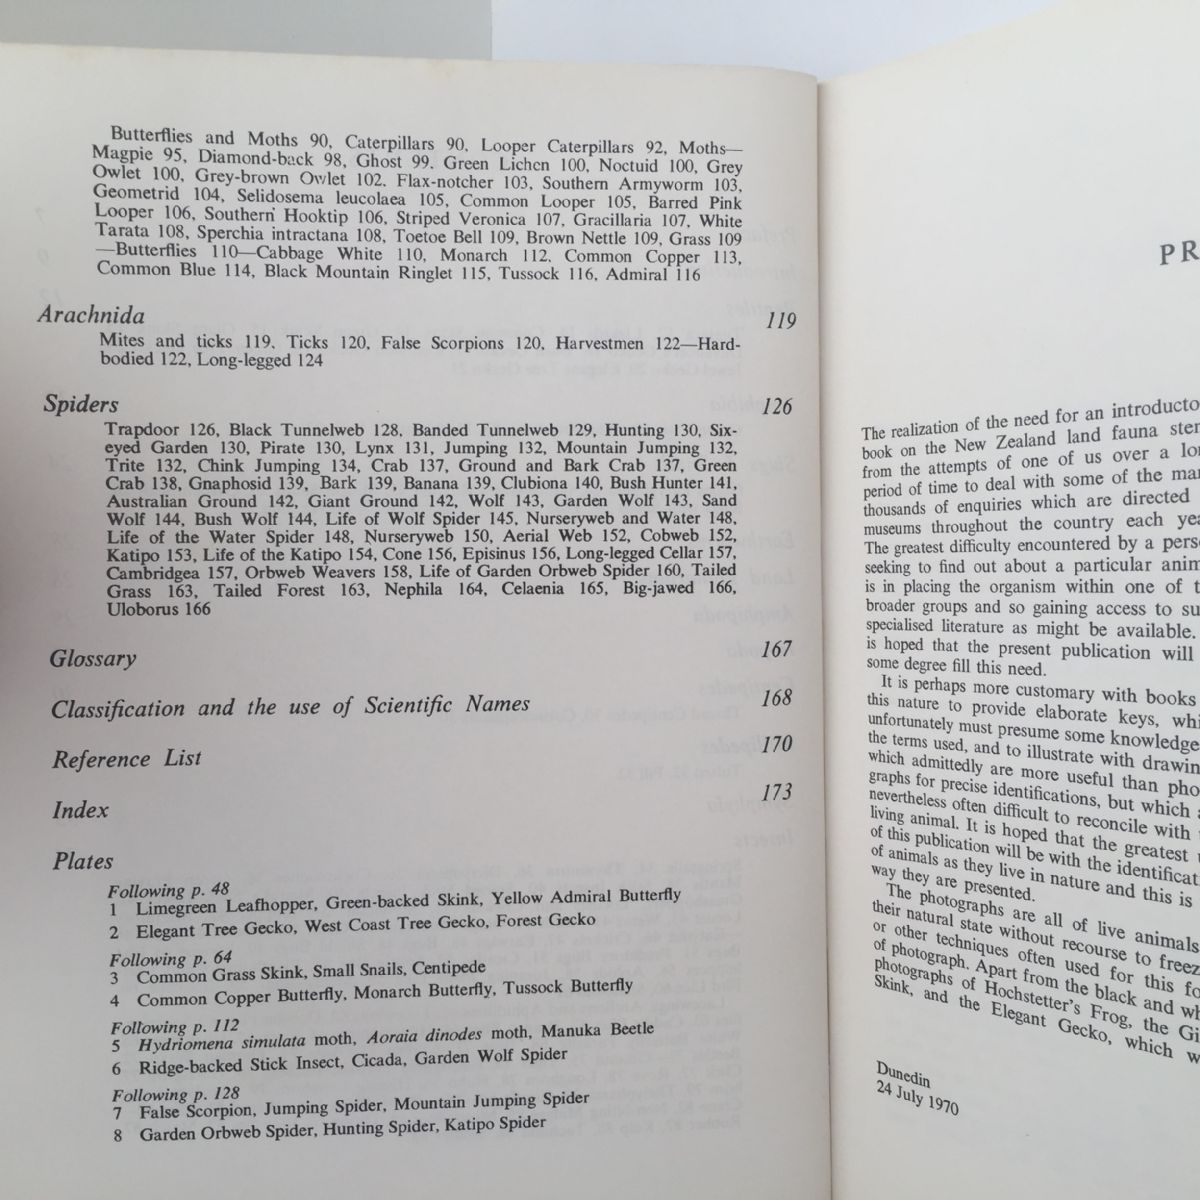 Butterflies and Moths 90, Caterpillars 90, Looper Caterpillars 92, Moths—
Magpie 95, Diamond-back 98, Ghost 99. Green Lichen 100, Noctuid 100, Grey
Owlet 100, Grey-brown Owlet 102. Flax-notcher 103, Southern Armyworm 103,
Geometrid 104, Selidosema leucolaea 105, Common Looper 105, Barred Pink
Looper 106, Southern Hooktip 106, Striped Veronica 107, Gracillaria 107, White
Tarata 108, Sperchia intractana 108, Toetoe Bell 109, Brown Nettle 109, Grass 109
—Butterflies 110—Cabbage White 110, Monarch 112. Common Copper 113,
Common Blue 114, Black Mountain Ringlet 115, Tussock 116, Admiral 116
Arachnida 119
Mites and ticks 119, Ticks 120, False Scorpions 120, Harvestmen 122—Hard-
bodied 122, Long-legged 124
Spiders 126
Trapdoor 126, Black Tunnelweb 128, Banded Tunnelweb 129, Hunting 130, Six-
eyed Garden 130, Pirate 130, Lynx 131, Jumping 132, Mountain Jumping 132,
Trite 132, Chink Jumping 134, Crab 137, Ground and Bark Crab 137, Green
Crab 138, Gnaphosid 139, Bark 139, Banana 139, Clubiona 140, Bush Hunter 141,
Australian Ground 142, Giant Ground 142, Wolf 143, Garden Wolf 143, Sand
Wolf 144, Bush Wolf 144, Life of Wolf Spider 145, Nurseryweb and Water 148,
Life of the Water Spider 148, Nurseryweb 150, Aerial Web 152, Cobweb 152,
Katipo 153, Life of the Katipo 154, Cone 156, Episinus 156, Long-legged Cellar 157,
Cambridgea 157, Orbweb Weavers 158, Life of Garden Orbweb Spider 160, Tailed
Grass 163, Tailed Forest 163, Nephila 164, Celaenia 165, Big-jawed 166,
Uloborus 166
Glossary 167
Classification and the use of Scientific Names 168
Reference List 170
Index 173
Plates
Following p. 48
1 Limegreen Leafhopper, Green-backed Skink, Yellow Admiral Butterfly
2 Elegant Tree Gecko, West Coast Tree Gecko, Forest Gecko
Following p. 64
3 Common Grass Skink, Small Snails, Centipede
4 Common Copper Butterfly, Monarch Butterfly, Tussock Butterfly
Following p. 112
5 Hydriomena simulata moth, Aoraia dinodes moth, Manuka Beetle
6 Ridge-backed Stick Insect, Cicada, Garden Wolf Spider
Following p. 128
7 False Scorpion, Jumping Spider, Mountain Jumping Spider
8 Garden Orbweb Spider, Hunting Spider, Katipo Spider
PR
The realization of the need for an introducto
book on the New Zealand land fauna stem
from the attempts of one of us over a lo
period of time to deal with some of the ma
thousands of enquiries which are directed
museums throughout the country each yea
The greatest difficulty encountered by a pers
seeking to find out about a particular anim
is in placing the organism within one of t
broader groups and so gaining access to su
specialised literature as might be available.
is hoped that the present publication will
some degree fill this need.
It is perhaps more customary with books
this nature to provide elaborate keys, whi
unfortunately must presume some knowledge
the terms used, and to illustrate with drawin
which admittedly are more useful than pho
graphs for precise identifications, but which a
nevertheless often difficult to reconcile with
living animal. It is hoped that the greatest u
of this publication will be with the identificati
of animals as they live in nature and this is
way they are presented.
The photographs are all of live animals
their natural state without recourse to freez
or other techniques often used for this fo
of photograph. Apart from the black and wh
photographs of Hochstetter's Frog, the Gi
Skink, and the Elegant Gecko, which w
Dunedin
24 July 1970